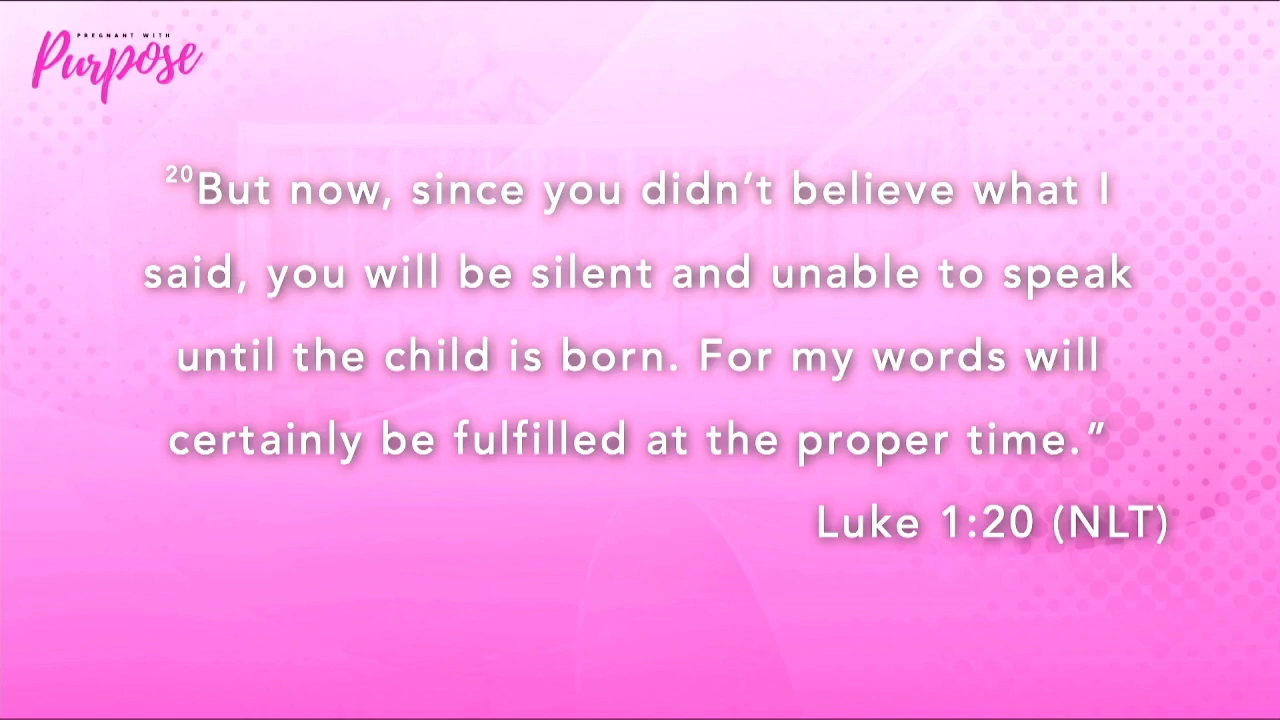 PREGNANT WITH
Purpose
20But now, since you didn’t believe what I
said, you will be silent and unable to speak
until the child is born. For my words will
certainly be fulfilled at the proper time.”
Luke 1:20 (NLT)